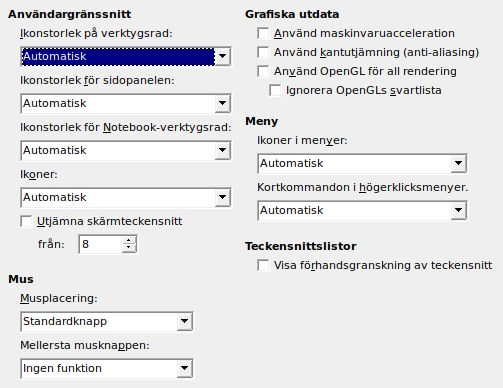 Användargränssnitt
Ikonstorlek på verktygsrad:
Automatisk
Ikonstorlek för sidopanelen:
Automatisk
Ikonstorlek för Notebook-verktygsrad:
Automatisk
Ikoner:
Automatisk
Utjämna skärmteckensnitt
från: 8
Mus
Musplacering:
Standardknapp
Mellersta musknappen:
Ingen funktion
Grafiska utdata
Använd maskinvaruacceleration
Använd kantutjämning (anti-aliasing)
Använd OpenGL för all rendering
Ignorera OpenGLs svartlista
Meny
Ikoner i menyer:
Automatisk
Kortkommandon i högerklicksmenyer.
Automatisk
Teckensnittslistor
Visa förhandsgranskning av teckensnitt